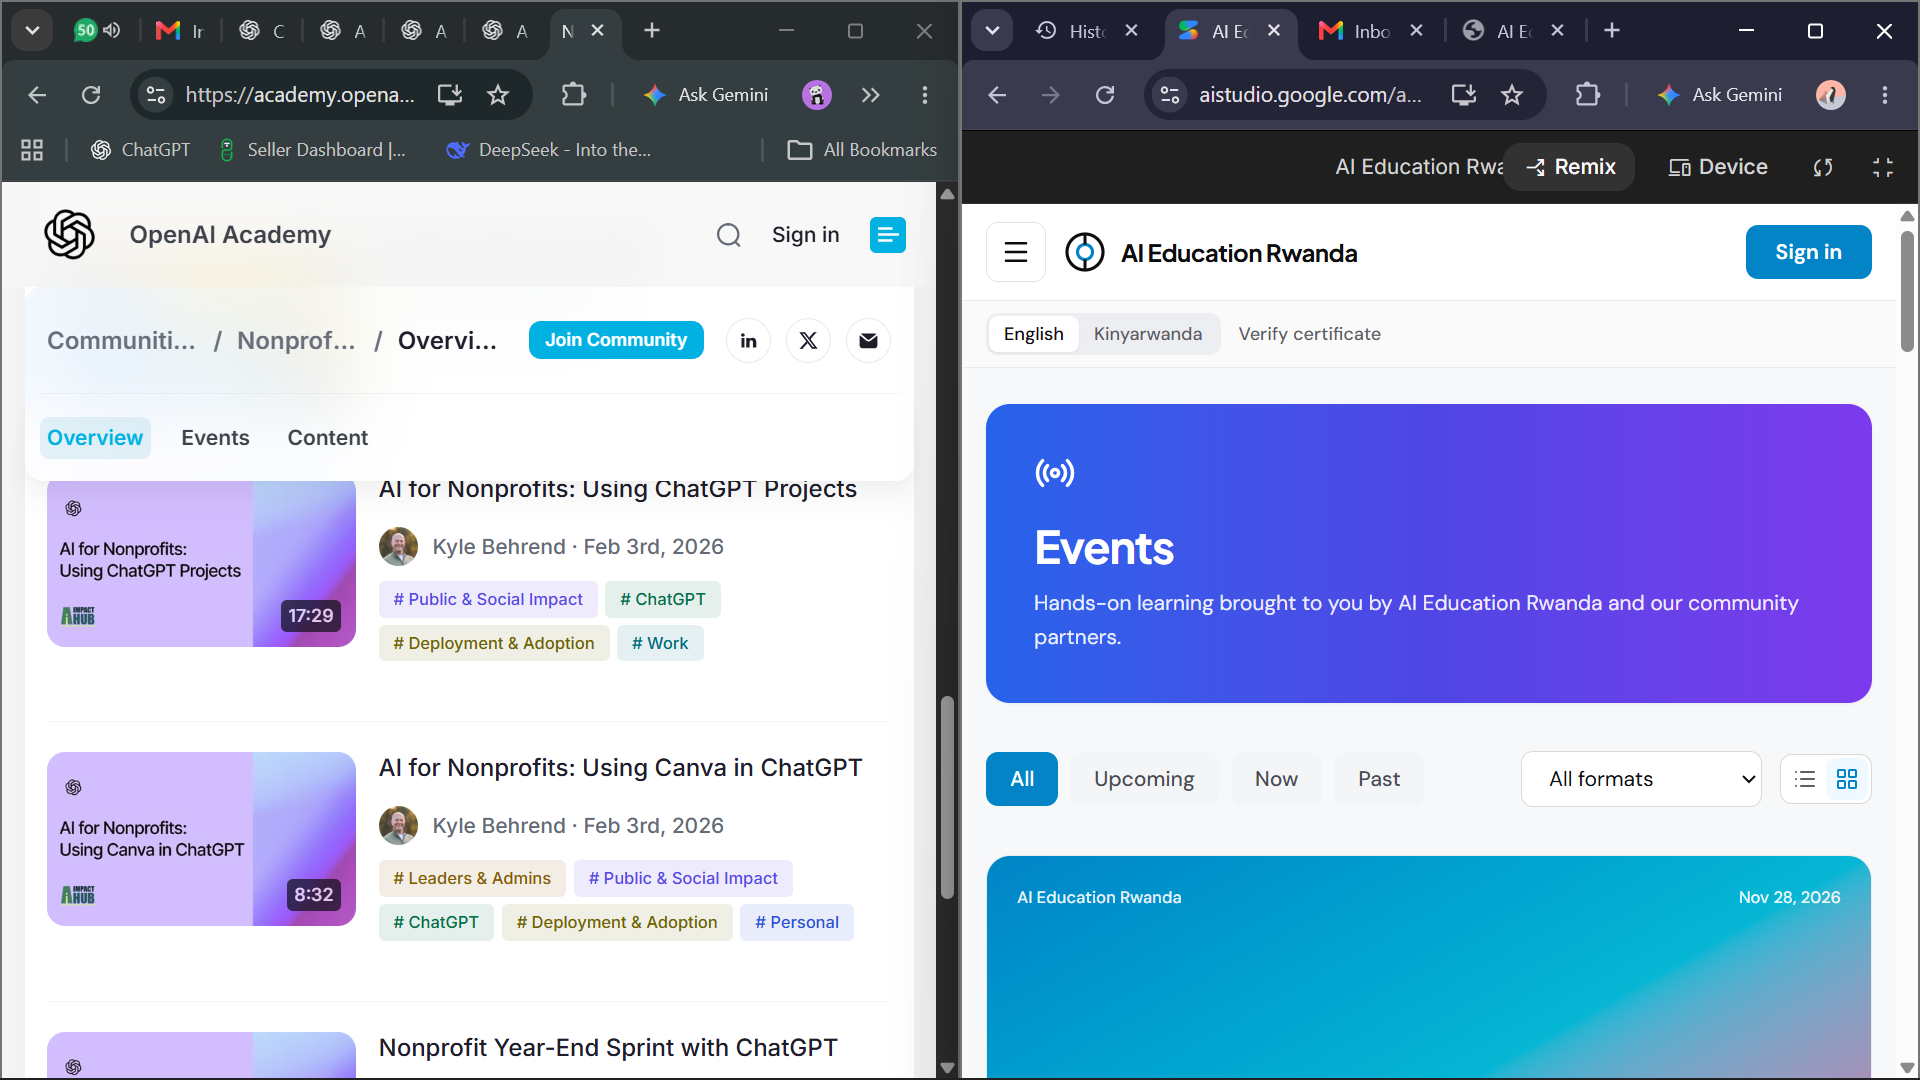 50
Ir
C
A
A
A
N
https://academy.opena...
Ask Gemini
ChatGPT
Seller Dashboard |...
DeepSeek - Into the...
All Bookmarks
OpenAI Academy
Sign in
Communiti... / Nonprof... / Overvi...
Join Community
in
X
Overview
Events
Content
AI for Nonprofits: Using ChatGPT Projects
Kyle Behrend · Feb 3rd, 2026
# Public & Social Impact
# ChatGPT
# Deployment & Adoption
# Work
AI for Nonprofits:
Using ChatGPT Projects
IMPACT
AI HUB
17:29
AI for Nonprofits: Using Canva in ChatGPT
Kyle Behrend · Feb 3rd, 2026
# Leaders & Admins
# Public & Social Impact
# ChatGPT
# Deployment & Adoption
# Personal
AI for Nonprofits:
Using Canva in ChatGPT
IMPACT
AI HUB
8:32
Nonprofit Year-End Sprint with ChatGPT
Histo
AI Ec
Inbo
AI E
aistudio.google.com/a...
Ask Gemini
AI Education Rwa
Remix
Device
AI Education Rwanda
Sign in
English
Kinyarwanda
Verify certificate
Events
Hands-on learning brought to you by AI Education Rwanda and our community
partners.
All
Upcoming
Now
Past
All formats
AI Education Rwanda
Nov 28, 2026